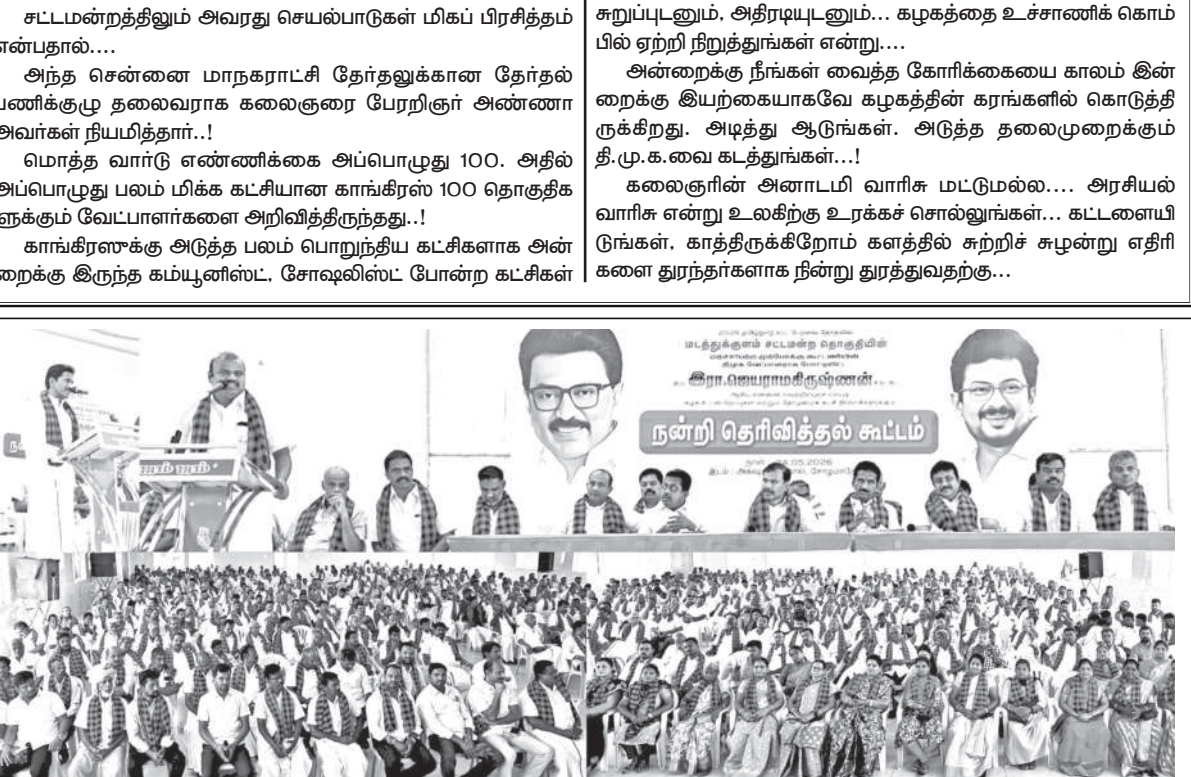 சட்டமன்றத்திலும் அவரது செயல்பாடுகள் மிகப் பிரசித்தம்
என்பதால்....
அந்த சென்னை மாநகராட்சி தேர்தலுக்கான தேர்தல்
பணிக்குழு தலைவராக கலைஞரை பேரறிஞர் அண்ணா
அவர்கள் நியமித்தார்..!
மொத்த வார்டு எண்ணிக்கை அப்பொழுது 100. அதில்
அப்பொழுது பலம் மிக்க கட்சியான காங்கிரஸ் 100 தொகுதிக
ளுக்கும் வேட்பாளர்களை அறிவித்திருந்தது..!
காங்கிரஸுக்கு அடுத்த பலம் பொறுந்திய கட்சிகளாக அன்
றைக்கு இருந்த கம்யூனிஸ்ட், சோஷலிஸ்ட் போன்ற கட்சிகள்
சுறுப்புடனும், அதிரடியுடனும்... கழகத்தை உச்சாணிக் கொம்
பில் ஏற்றி நிறுத்துங்கள் என்று....
அன்றைக்கு நீங்கள் வைத்த கோரிக்கையை காலம் இன்
றைக்கு இயற்கையாகவே கழகத்தின் கரங்களில் கொடுத்தி
ருக்கிறது. அடித்து ஆடுங்கள். அடுத்த தலைமுறைக்கும்
தி.மு.க.வை கடத்துங்கள்...!
கலைஞரின் அனாடமி வாரிசு மட்டுமல்ல.... அரசியல்
வாரிசு என்று உலகிற்கு உரக்கச் சொல்லுங்கள்... கட்டளையி
டுங்கள், காத்திருக்கிறோம் களத்தில் சுற்றிச் சுழன்று எதிரி
களை துரந்தர்களாக நின்று துரத்துவதற்கு...
மடத்துக்குளம் சட்டமன்ற தொகுதியின்
இரா.ஜெயராமகிருஷ்ணன்
நன்றி தெரிவித்தல் கூட்டம்